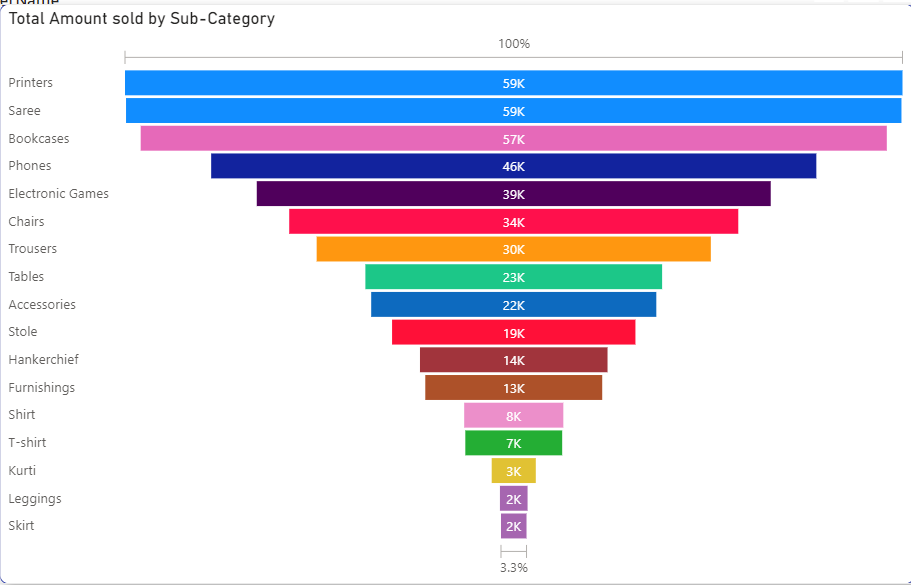 Total Amount sold by Sub-Category
100%
Printers 59K
Saree 59K
Bookcases 57K
Phones 46K
Electronic Games 39K
Chairs 34K
Trousers 30K
Tables 23K
Accessories 22K
Stole 19K
Hankerchief 14K
Furnishings 13K
Shirt 8K
T-shirt 7K
Kurti 3K
Leggings 2K
Skirt 2K
3.3%